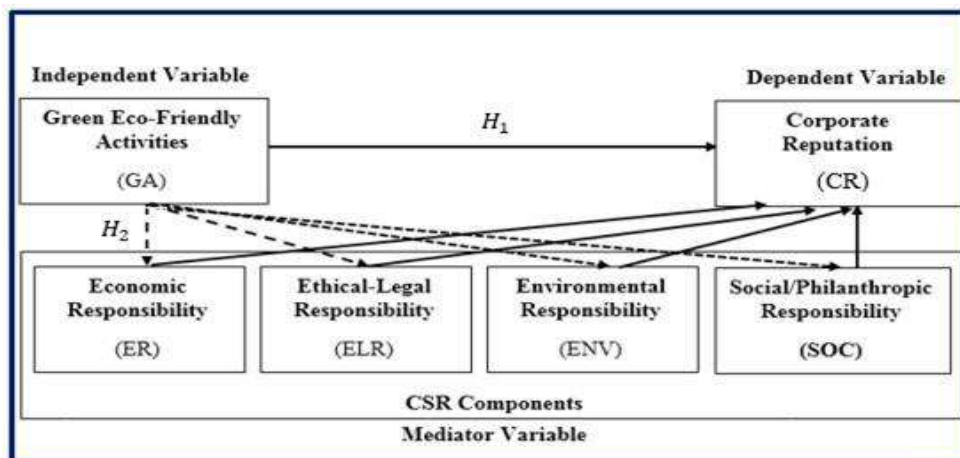 Independent Variable
Dependent Variable
Green Eco-Friendly
Activities
(GA)
H₁
Corporate
Reputation
(CR)
H₂
Economic
Responsibility
(ER)
Ethical-Legal
Responsibility
(ELR)
Environmental
Responsibility
(ENV)
Social/Philanthropic
Responsibility
(SOC)
CSR Components
Mediator Variable